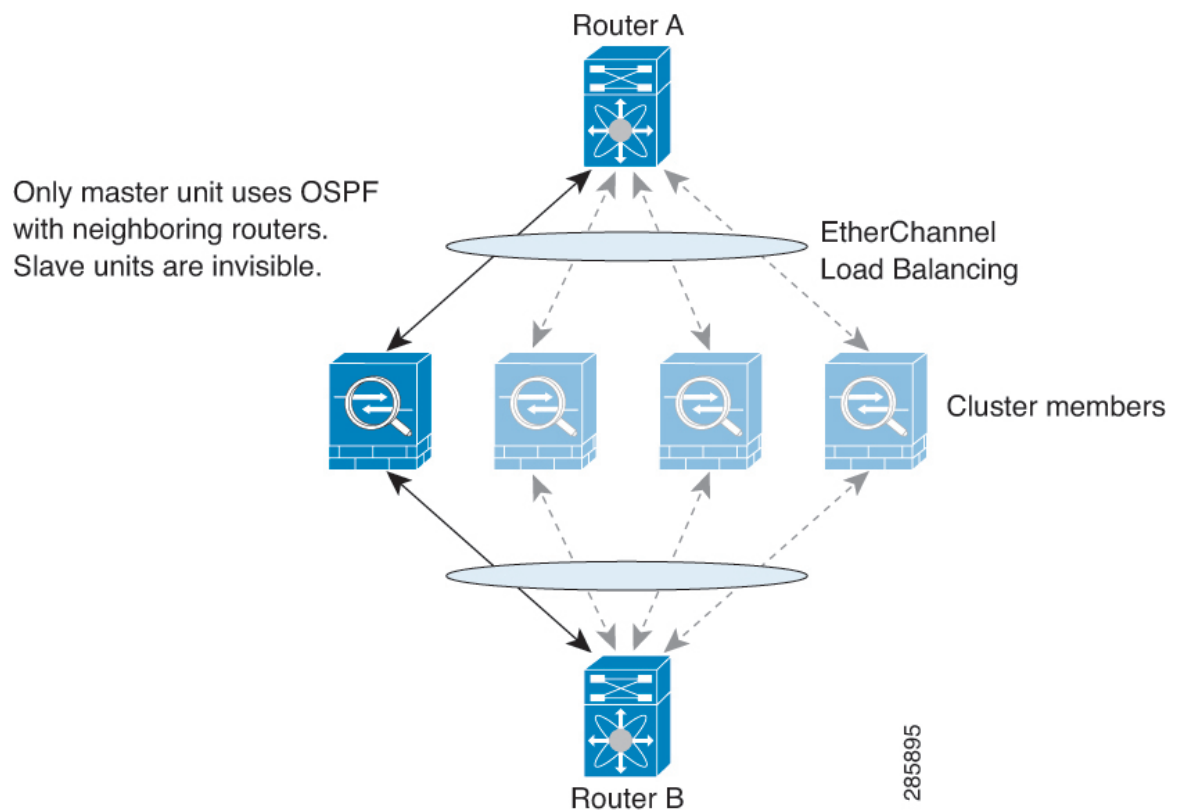 Router A
Only master unit uses OSPF
with neighboring routers.
Slave units are invisible.
EtherChannel
Load Balancing
Cluster members
Router B
285895